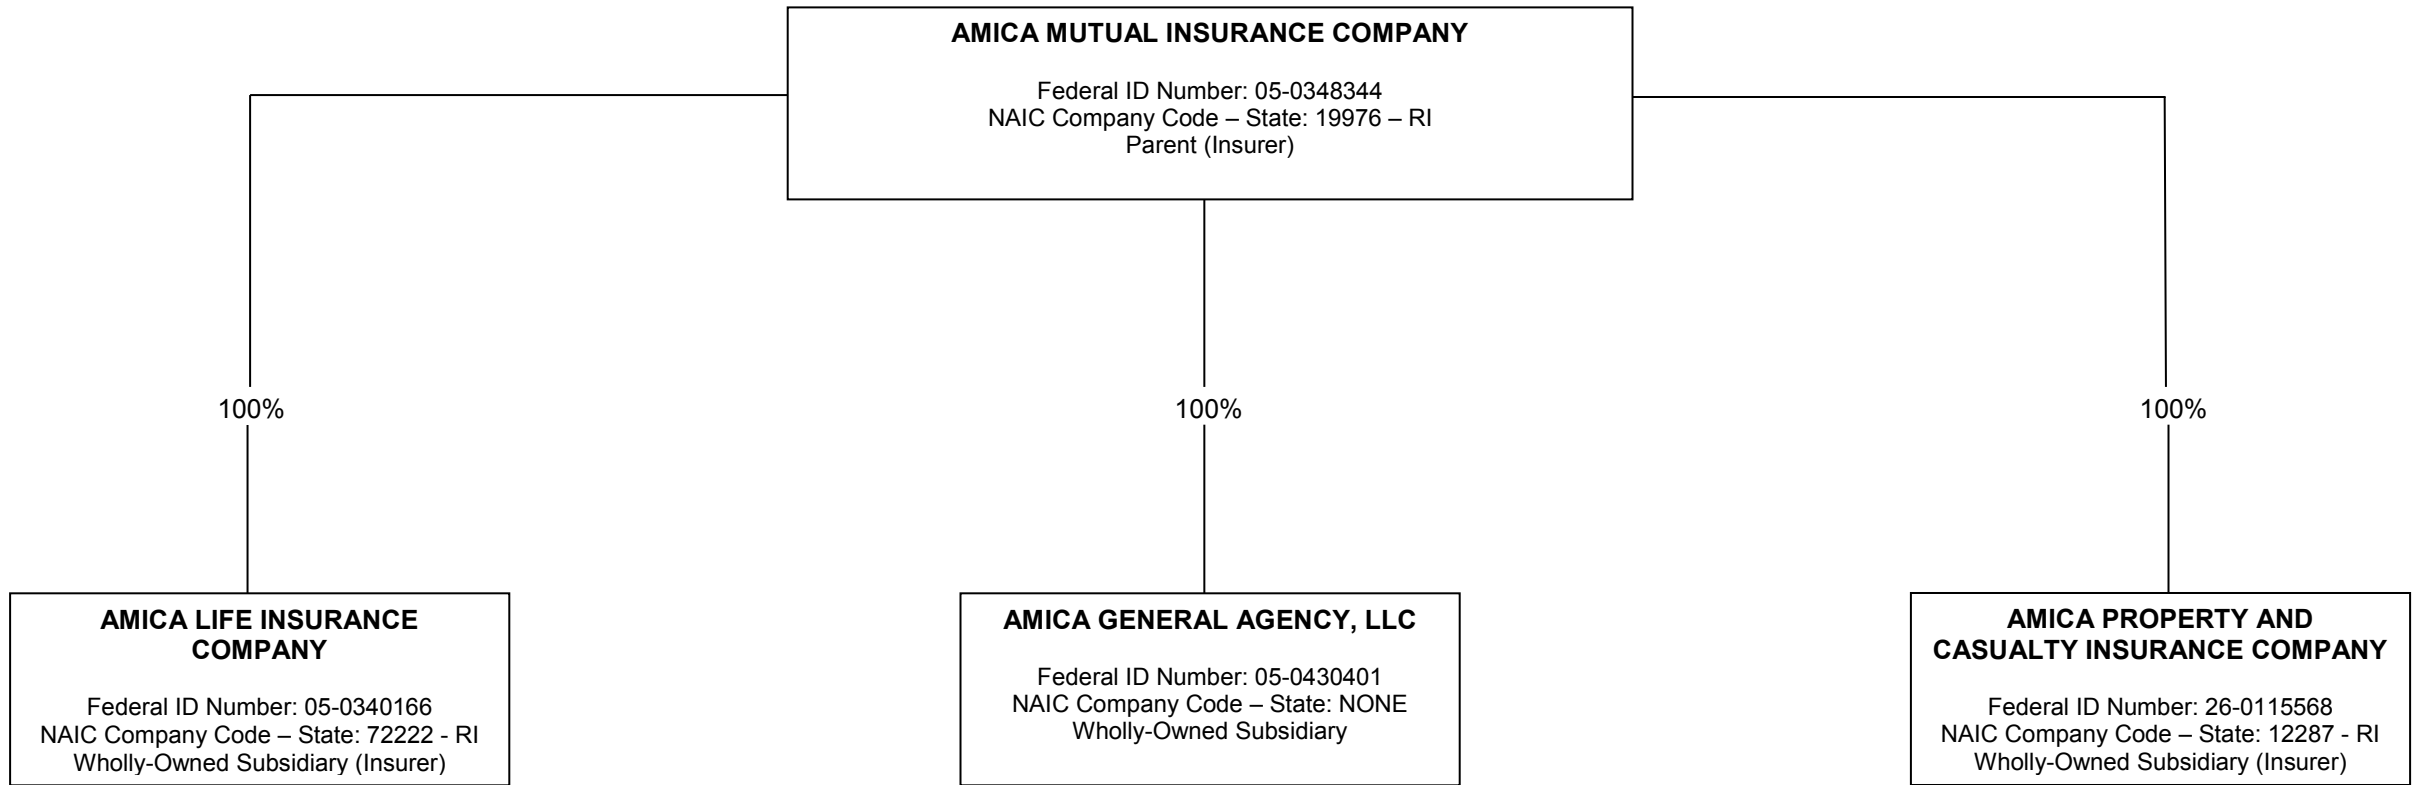 AMICA MUTUAL INSURANCE COMPANY
Federal ID Number: 05-0348344
NAIC Company Code – State: 19976 – RI
Parent (Insurer)
100%
100%
100%
AMICA LIFE INSURANCE
COMPANY
Federal ID Number: 05-0340166
NAIC Company Code – State: 72222 - RI
Wholly-Owned Subsidiary (Insurer)
AMICA GENERAL AGENCY, LLC
Federal ID Number: 05-0430401
NAIC Company Code – State: NONE
Wholly-Owned Subsidiary
AMICA PROPERTY AND
CASUALTY INSURANCE COMPANY
Federal ID Number: 26-0115568
NAIC Company Code – State: 12287 - RI
Wholly-Owned Subsidiary (Insurer)